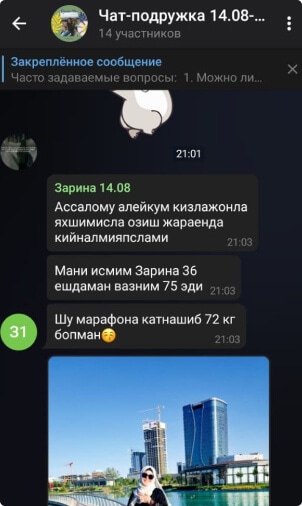 Чат-подружка 14.08-...
14 участников
Закреплённое сообщение
Часто задаваемые вопросы: 1. Можно ли...
21:01
Зарина 14.08
Ассалому алейкум кизлажонла
яхшимисла озиш жараенда
кийналмияпслами
21:03
Мани исмим Зарина 36
ешдаман вазним 75 эди 21:03
31
Шу марафона катнашиб 72 кг
бопман
21:03